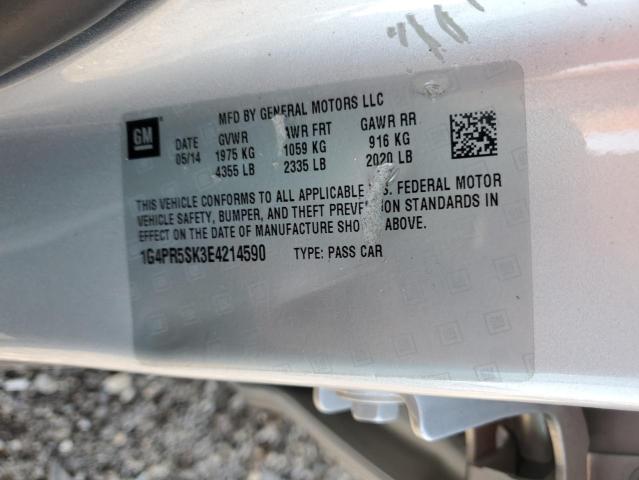 MFD BY GENERAL MOTORS LLC
GM
DATE GVWR GAWR FRT GAWR RR
05/14 1975 KG 1059 KG 916 KG
4355 LB 2335 LB 2020 LB
THIS VEHICLE CONFORMS TO ALL APPLICABLE U.S. FEDERAL MOTOR
VEHICLE SAFETY, BUMPER, AND THEFT PREVENTION STANDARDS IN
EFFECT ON THE DATE OF MANUFACTURE SHOWN ABOVE.
1G4PR5SK3E4214590 TYPE: PASS CAR